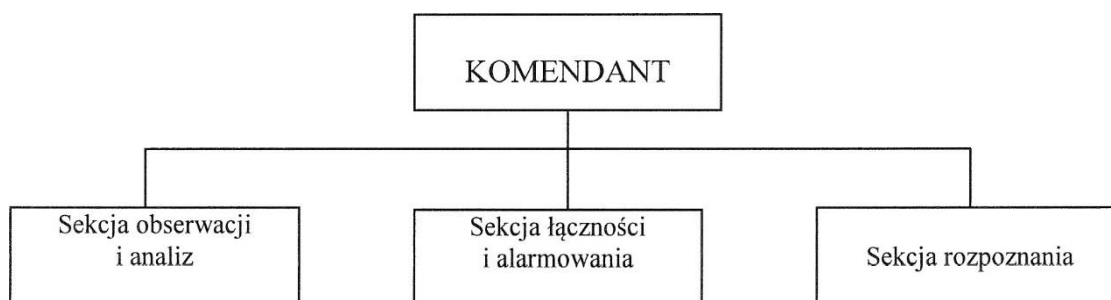 KOMENDANT
Sekcja obserwacji
i analiz
Sekcja łączności
i alarmowania
Sekcja rozpoznania